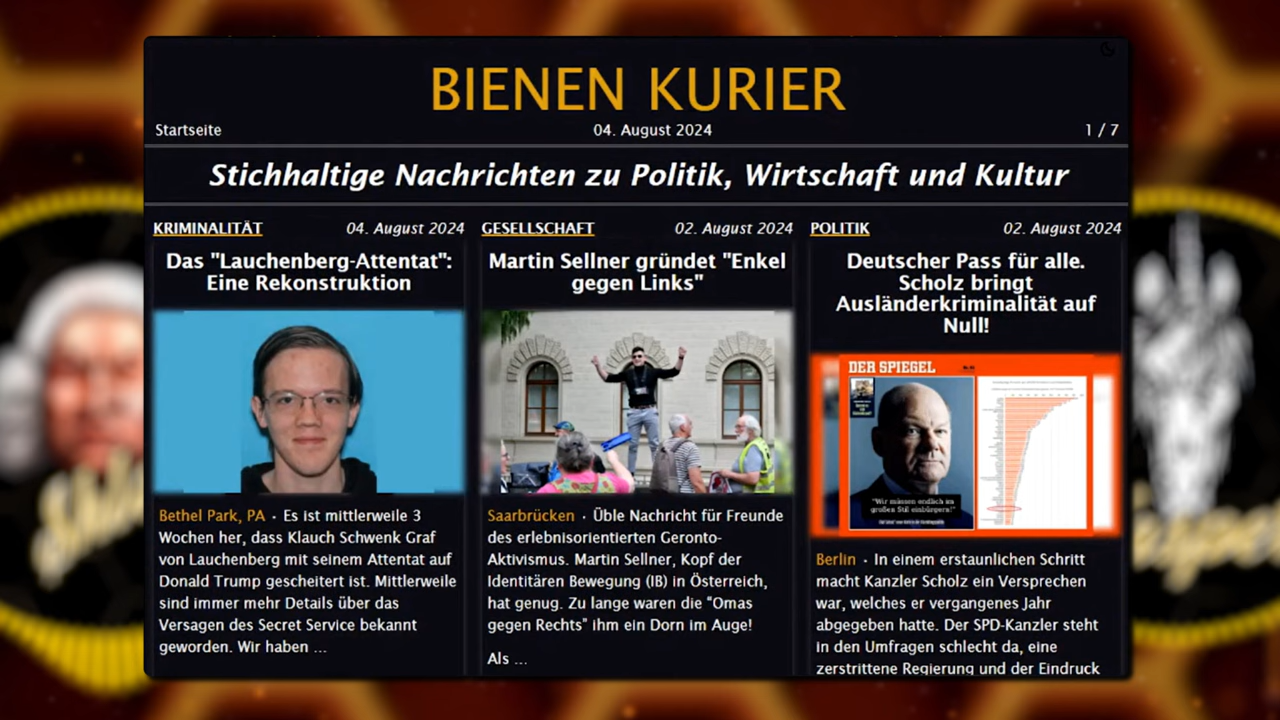 BIENEN KURIER
Startseite
04. August 2024
1 / 7
Stichhaltige Nachrichten zu Politik, Wirtschaft und Kultur
KRIMINALITÄT
04. August 2024
Das "Lauchenberg-Attentat":
Eine Rekonstruktion
Bethel Park, PA · Es ist mittlerweile 3
Wochen her, dass Klauch Schwenk Graf
von Lauchenberg mit seinem Attentat auf
Donald Trump gescheitert ist. Mittlerweile
sind immer mehr Details über das
Versagen des Secret Service bekannt
geworden. Wir haben ...
GESELLSCHAFT
02. August 2024
Martin Sellner gründet "Enkel
gegen Links"
Saarbrücken · Üble Nachricht für Freunde
des erlebnisorientierten Geronto-
Aktivismus. Martin Sellner, Kopf der
Identitären Bewegung (IB) in Österreich,
hat genug. Zu lange waren die "Omas
gegen Rechts" ihm ein Dorn im Auge!
Als ...
POLITIK
02. August 2024
Deutscher Pass für alle.
Scholz bringt
Ausländerkriminalität auf
Null!
DER SPIEGEL
"Wir müssen endlich im
großen Stil einbürgern!"
Berlin · In einem erstaunlichen Schritt
macht Kanzler Scholz ein Versprechen
war, welches er vergangenes Jahr
abgegeben hatte. Der SPD-Kanzler steht
in den Umfragen schlecht da, eine
zerstrittene Regierung und der Eindruck